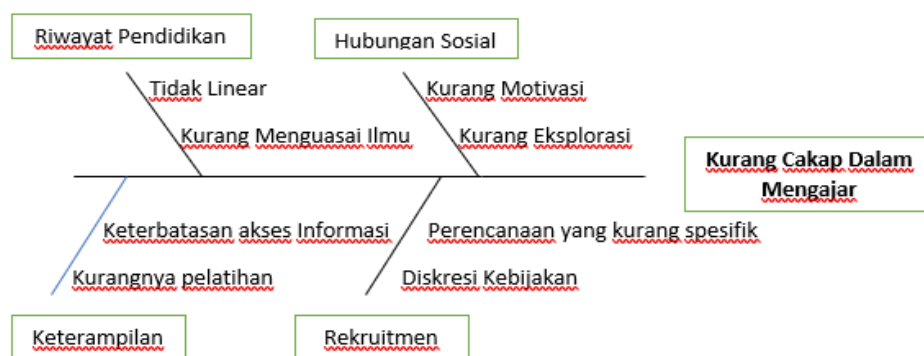 Riwayat Pendidikan
Hubungan Sosial
Tidak Linear
Kurang Motivasi
Kurang Menguasai Ilmu
Kurang Eksplorasi
Kurang Cakap Dalam
Mengajar
Keterbatasan akses Informasi
Perencanaan yang kurang spesifik
Kurangnya pelatihan
Diskresi Kebijakan
Keterampilan
Rekruitmen